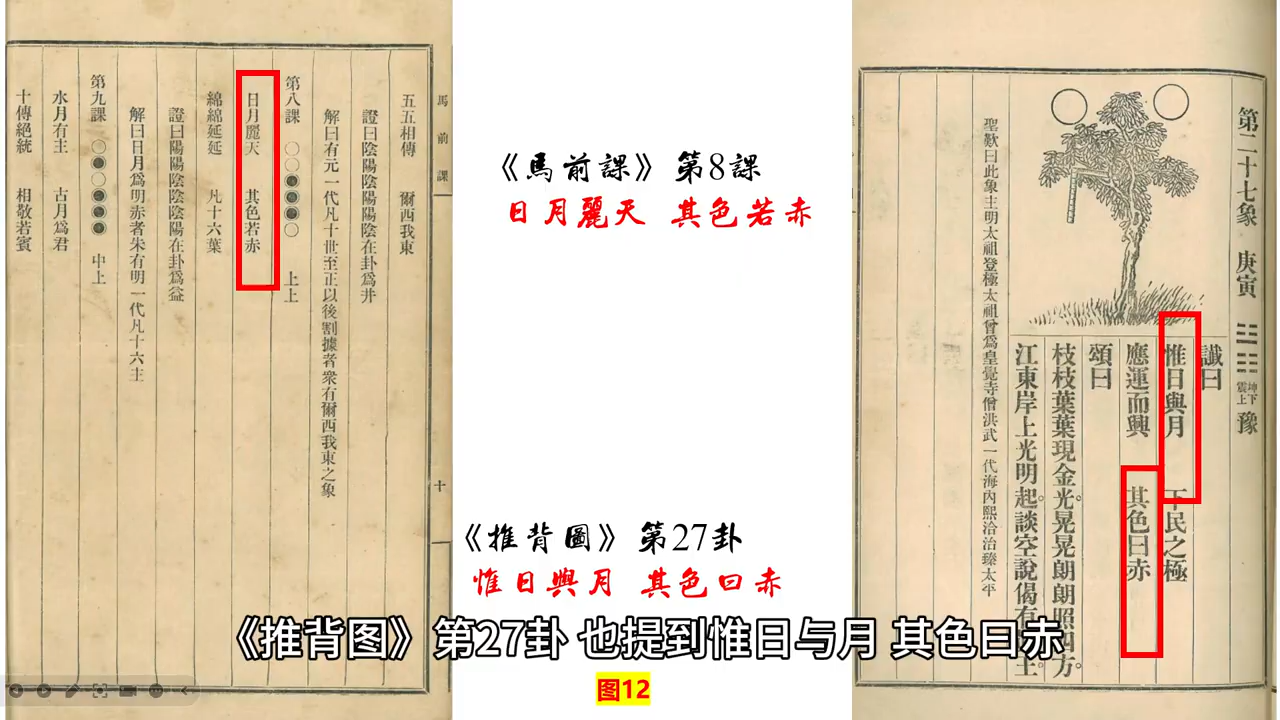 馬前課
十
五五相傳 爾西我東
證曰陰陽陰陽陽陰在卦爲井
解曰有元一代凡十世至正以後割據者衆有爾西我東之象
第八課 ○○●●●○ 上上
日月麗天 其色若赤
綿綿延延 凡十六葉
證曰陽陽陰陰陰陽在卦爲益
解曰日月爲明赤者朱有明一代凡十六主
第九課 ○●○●●● 中上
水月有主 古月爲君
十傳絕統 相敬若賓
《馬前課》第8課
日月麗天 其色若赤
《推背圖》第27卦
惟日與月 其色曰赤
第二十七象 庚寅 坤下震上 豫
讖曰
惟日與月 下民之極
應運而興 其色曰赤
頌曰
枝枝葉葉現金光。晃晃朗朗照四方。
江東岸上光明起。談空說偈有
聖歎曰此象主明太祖登極太祖曾爲皇覺寺僧洪武一代海內熙洽治臻太平
《推背图》第27卦 也提到惟日与月 其色曰赤
图12